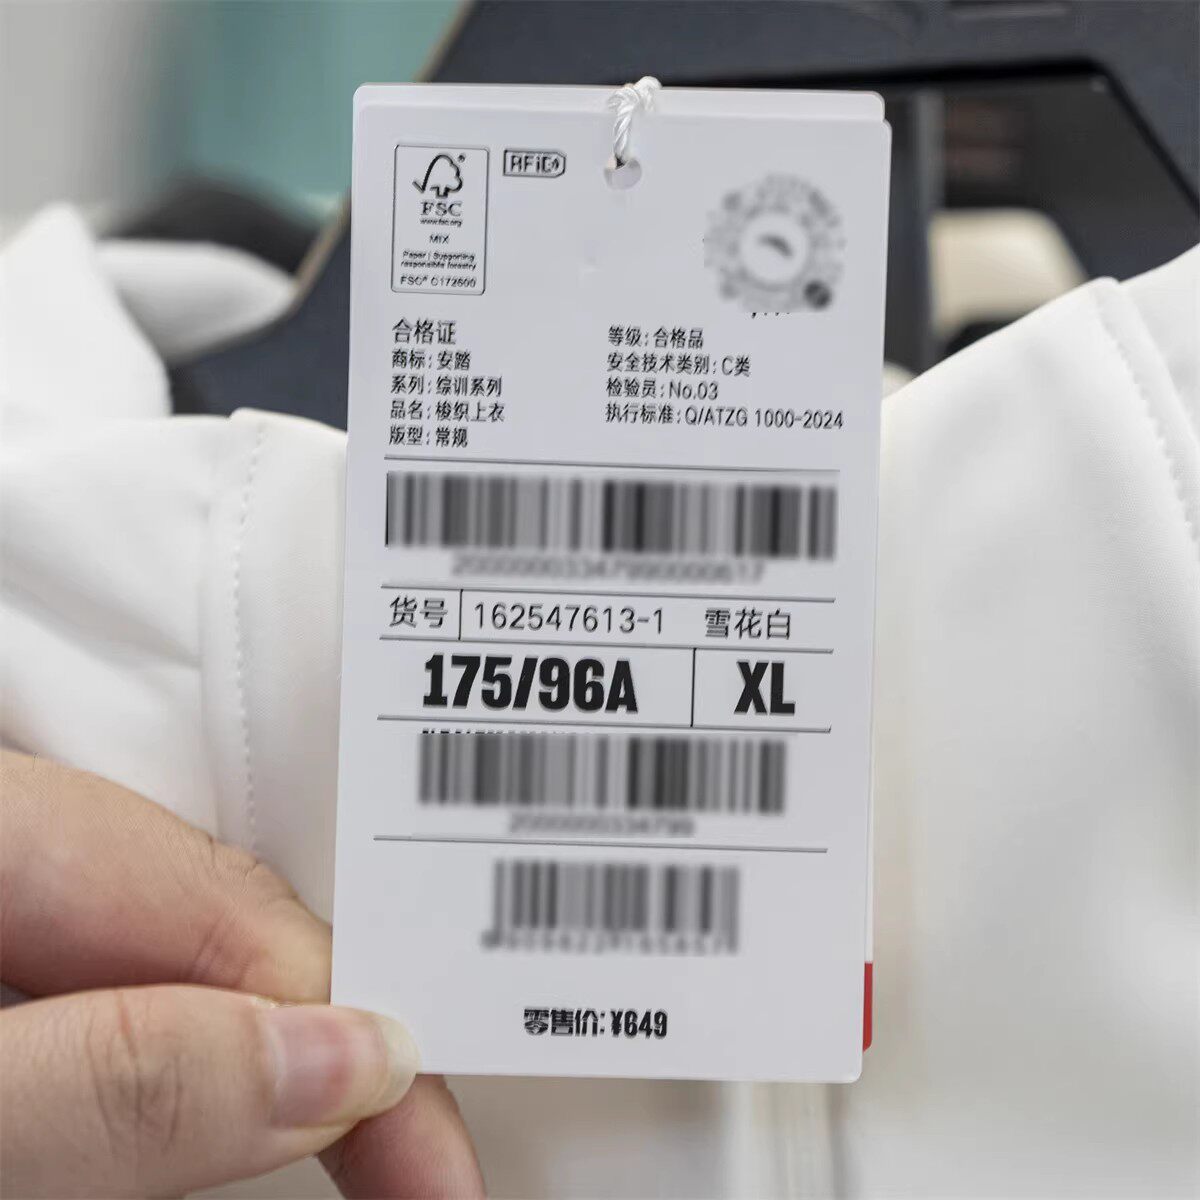 RFID
FSC
www.fsc.org
MIX
Paper | Supporting
responsible forestry
FSC® C172600
合格证
商标:安踏
系列:综训系列
品名:梭织上衣
版型:常规
等级:合格品
安全技术类别:C类
检验员:No.03
执行标准:Q/ATZG 1000-2024
货号 162547613-1 雪花白
175/96A XL
零售价:¥649